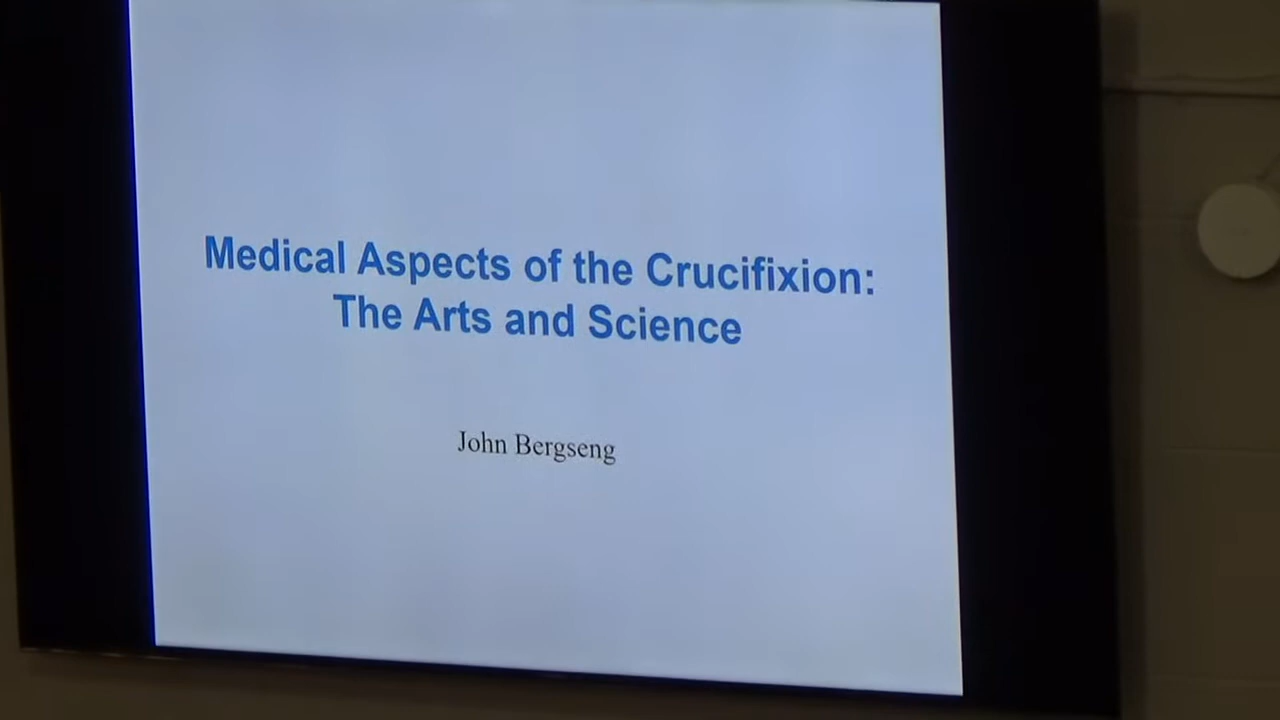 Medical Aspects of the Crucifixion:
The Arts and Science
John Bergseng